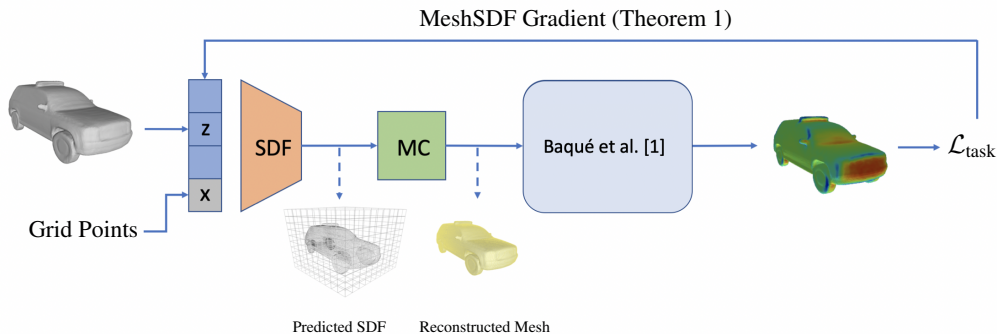 MeshSDF Gradient (Theorem 1)
Z
SDF
MC
Baqué et al. [1]
ℒtask
X
Grid Points
Predicted SDF
Reconstructed Mesh